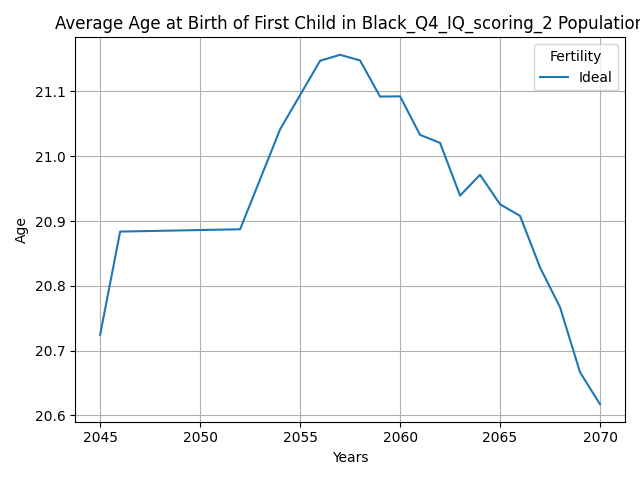 Average Age at Birth of First Child in Black_Q4_IQ_scoring_2 Population
Fertility
Ideal
21.1
21.0
20.9
20.8
20.7
20.6
Age
2045 2050 2055 2060 2065 2070
Years